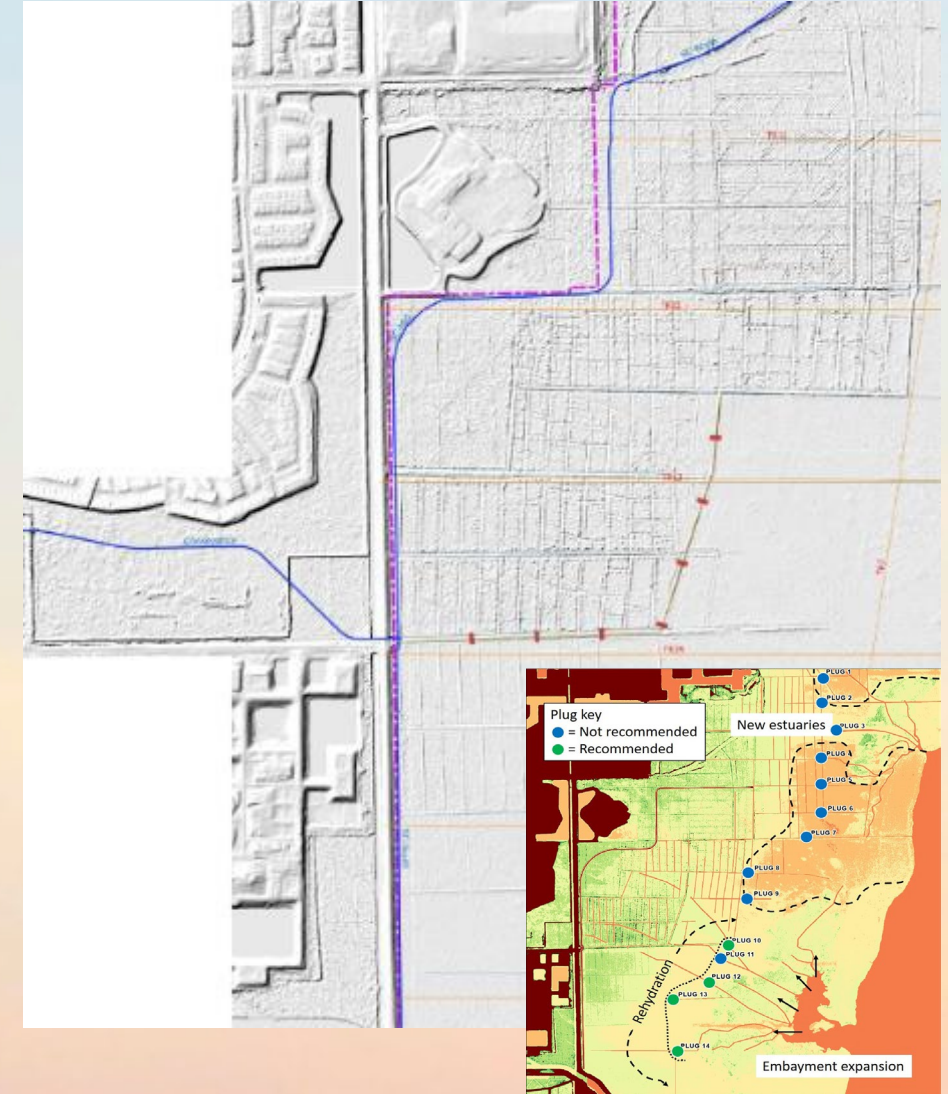 Plug key
= Not recommended
= Recommended
New estuaries
PLUG 1
PLUG 2
PLUG 3
PLUG 4
PLUG 5
PLUG 6
PLUG 7
PLUG 8
PLUG 9
PLUG 10
PLUG 11
PLUG 12
PLUG 13
PLUG 14
Rehydration
Embayment expansion